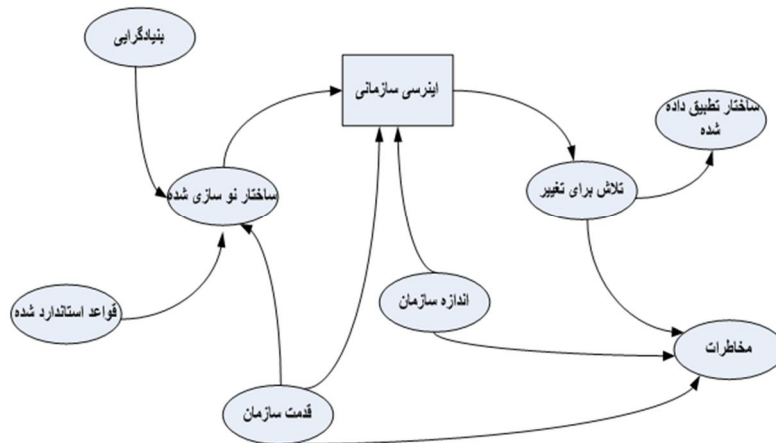 بنیادگرایی
اینرسی سازمانی
ساختار تطبیق داده
شده
ساختار نو سازی شده
تلاش برای تغییر
قواعد استاندارد شده
اندازه سازمان
مخاطرات
قدمت سازمان